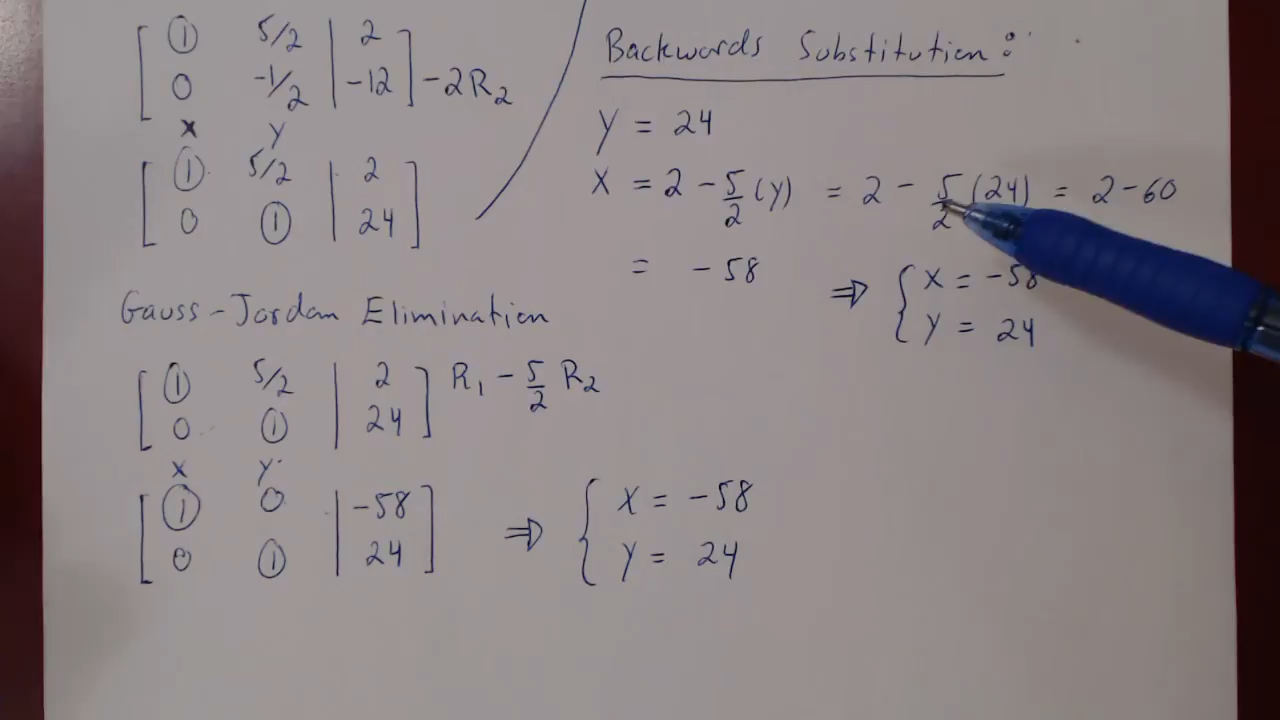 1 5/2 | 2
0 -1/2 | -12 -2R2
x y
1 5/2 | 2
0 1 | 24
Gauss-Jordan Elimination
1 5/2 | 2 R1 - 5/2 R2
0 1 | 24
x y
1 0 | -58
0 1 | 24
⇒ { x = -58
y = 24
Backwards Substitution:
y = 24
x = 2 - 5/2 (y) = 2 - 5/2 (24) = 2 - 60
= -58
⇒ { x = -58
y = 24